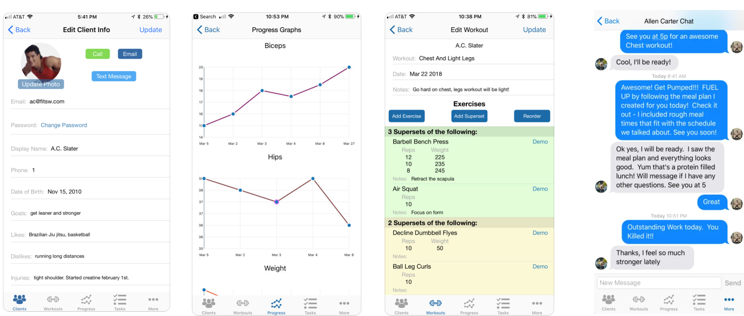 AT&T 5:41 PM 26%
Back Edit Client Info Update
Call Email
Text Message
Update Photo
Email: ac@fitsw.com
Password: Change Password
Display Name: A.C. Slater
Phone: 1
Date of Birth: Nov 15, 2010
Goals: get leaner and stronger
Likes: Brazilian Jiu jitsu, basketball
Dislikes: running long distances
Injuries: tight shoulder. Started creatine february 1st.
Clients Workouts Progress Tasks More
Search 10:53 PM 90%
Back Progress Graphs
Biceps
Mar 5 Mar 2 Mar 3 Mar 4 Mar 6 Mar 27
Hips
Mar 5 Mar 2 Mar 3 Mar 4 Mar 6
Weight
Clients Workouts Progress Tasks More
AT&T 10:38 PM 81%
Back Edit Workout Update
A.C. Slater
Workout: Chest And Light Legs
Date: Mar 22 2018
Notes: Go hard on chest, legs workout will be light!
Exercises
Add Exercise Add Superset Reorder
3 Supersets of the following:
Barbell Bench Press Demo
Reps Weight
12 225
10 235
8 245
Notes: Retract the scapula
Air Squat Demo
Reps
10
Notes: Focus on form
2 Supersets of the following:
Decline Dumbbell Flyes Demo
Reps Weight
10 50
Notes:
Ball Leg Curls Demo
Reps
10
Notes:
Clients Workouts Progress Tasks More
Back Allen Carter Chat
See you at 5p for an awesome
Chest workout!
Cool, I'll be ready!
Today 9:41 AM
Awesome! Get Pumped!!! FUEL
UP by following the meal plan I
created for you today! Check it
out - I included rough meal
times that fit with the schedule
we talked about. See you soon!
Ok yes, I will be ready. I saw the
meal plan and everything looks
good. Yum that's a protein filled
lunch! Will message if I have any
other questions. See you at 5
Great
Today 10:51 PM
Outstanding Work today. You
Killed it!!
Thanks, I feel so much
stronger lately
New Message Send
Clients Workouts Progress Tasks More